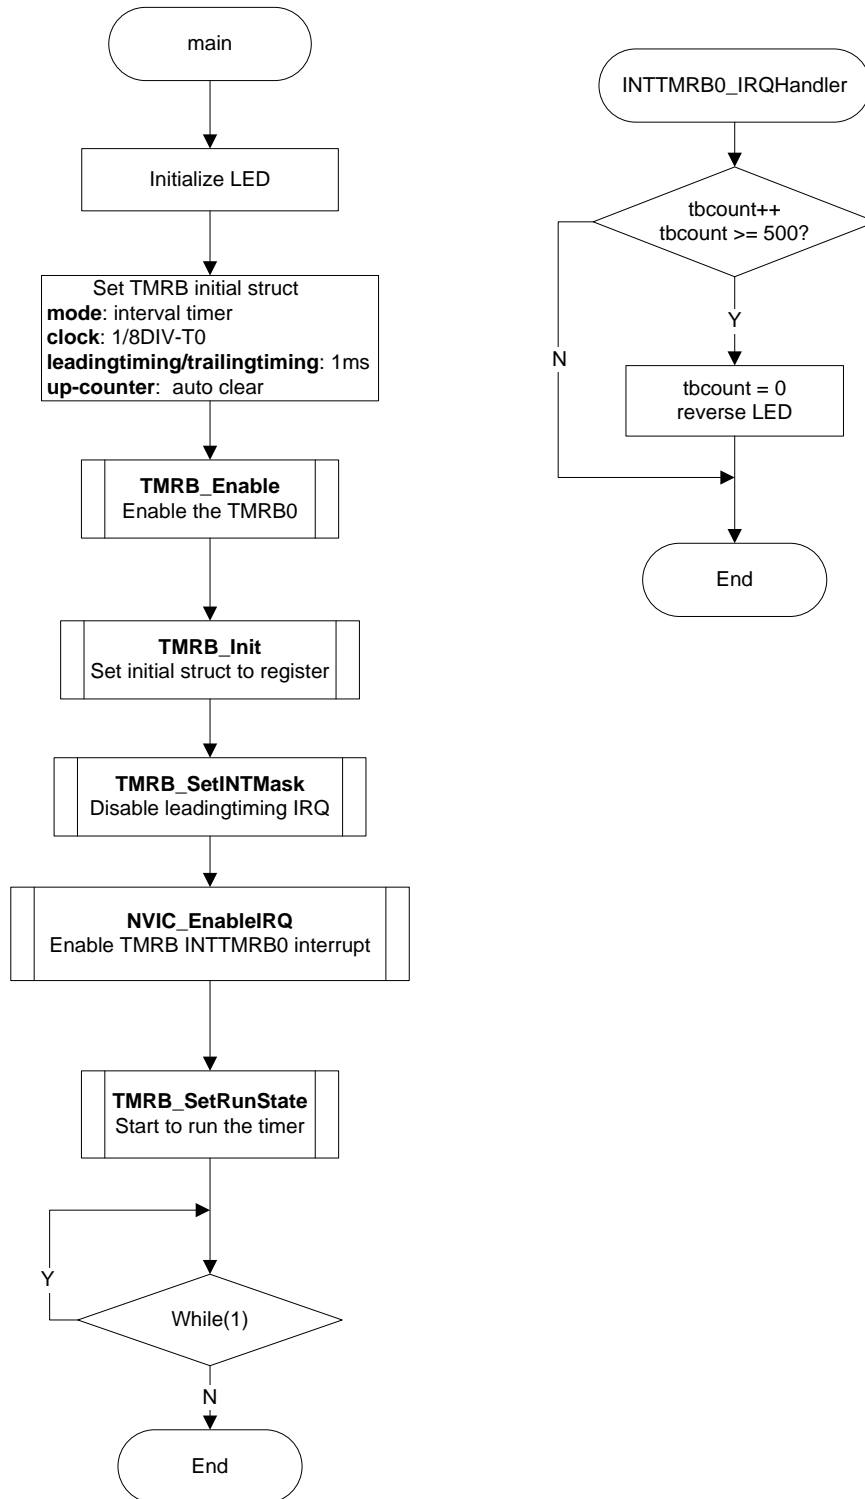 main
Initialize LED
Set TMRB initial struct
mode: interval timer
clock: 1/8DIV-T0
leadingtiming/trailingtiming: 1ms
up-counter:  auto clear
TMRB_Enable
Enable the TMRB0
TMRB_Init
Set initial struct to register
TMRB_SetINTMask
Disable leadingtiming IRQ
NVIC_EnableIRQ
Enable TMRB INTTMRB0 interrupt
TMRB_SetRunState
Start to run the timer
Y
While(1)
N
End
INTTMRB0_IRQHandler
tbcount++
tbcount >= 500?
Y
N
tbcount = 0
reverse LED
End